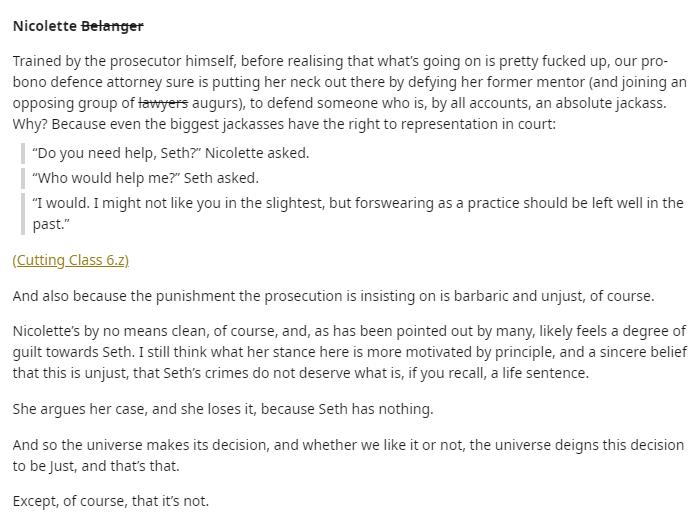 Nicolette Belanger
Trained by the prosecutor himself, before realising that what's going on is pretty fucked up, our pro-
bono defence attorney sure is putting her neck out there by defying her former mentor (and joining an
opposing group of lawyers augurs), to defend someone who is, by all accounts, an absolute jackass.
Why? Because even the biggest jackasses have the right to representation in court:
“Do you need help, Seth?” Nicolette asked.
“Who would help me?” Seth asked.
“I would. I might not like you in the slightest, but forswearing as a practice should be left well in the
past.”
(Cutting Class 6.z)
And also because the punishment the prosecution is insisting on is barbaric and unjust, of course.
Nicolette’s by no means clean, of course, and, as has been pointed out by many, likely feels a degree of
guilt towards Seth. I still think what her stance here is more motivated by principle, and a sincere belief
that this is unjust, that Seth’s crimes do not deserve what is, if you recall, a life sentence.
She argues her case, and she loses it, because Seth has nothing.
And so the universe makes its decision, and whether we like it or not, the universe deigns this decision
to be Just, and that’s that.
Except, of course, that it’s not.